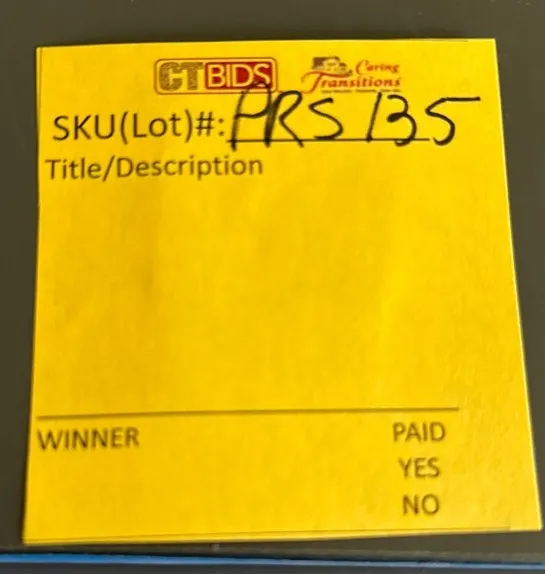 CTBIDS Caring Transitions
SKU(Lot)#: PRS 135
Title/Description
WINNER PAID
YES
NO